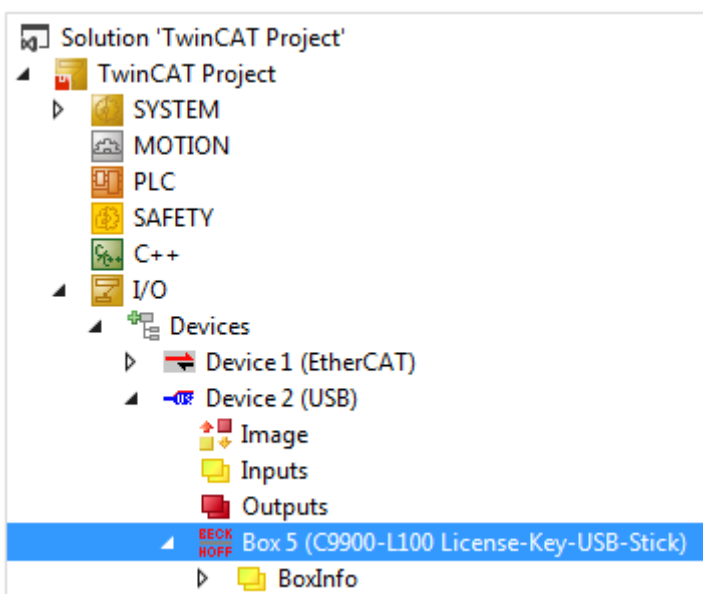 Solution 'TwinCAT Project'
TwinCAT Project
SYSTEM
MOTION
PLC
SAFETY
C++
I/O
Devices
Device 1 (EtherCAT)
Device 2 (USB)
Image
Inputs
Outputs
BECK
HOFF
Box 5 (C9900-L100 License-Key-USB-Stick)
BoxInfo